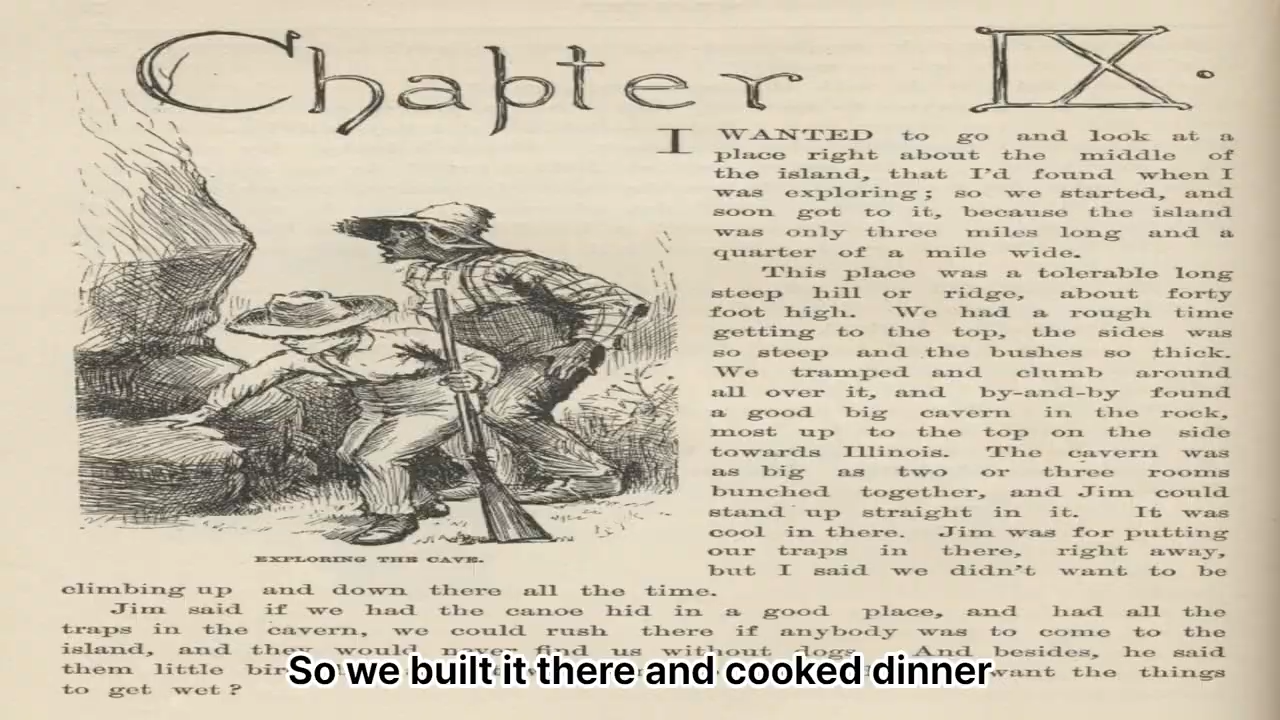 Chapter IX.
I WANTED to go and look at a
place right about the middle of
the island, that I'd found when I
was exploring; so we started, and
soon got to it, because the island
was only three miles long and a
quarter of a mile wide.
This place was a tolerable long
steep hill or ridge, about forty
foot high. We had a rough time
getting to the top, the sides was
so steep and the bushes so thick.
We tramped and clumb around
all over it, and by-and-by found
a good big cavern in the rock,
most up to the top on the side
towards Illinois. The cavern was
as big as two or three rooms
bunched together, and Jim could
stand up straight in it. It was
cool in there. Jim was for putting
our traps in there, right away,
but I said we didn't want to be
EXPLORING THE CAVE.
climbing up and down there all the time.
Jim said if we had the canoe hid in a good place, and had all the
traps in the cavern, we could rush there if anybody was to come to the
island, and they would never find us without dogs. And besides, he said
them little want the things
to get wet?
So we built it there and cooked dinner